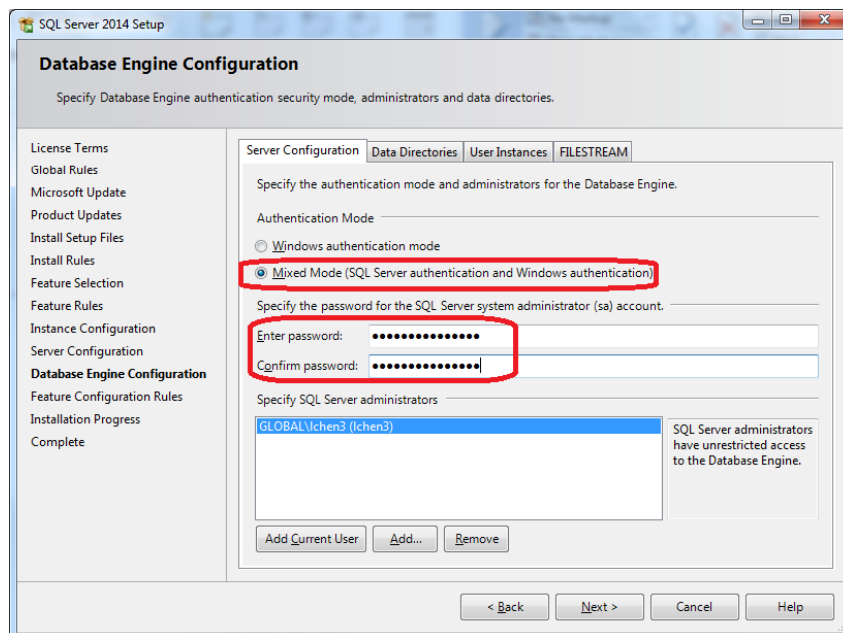 SQL Server 2014 Setup
Database Engine Configuration
Specify Database Engine authentication security mode, administrators and data directories.
License Terms
Global Rules
Microsoft Update
Product Updates
Install Setup Files
Install Rules
Feature Selection
Feature Rules
Instance Configuration
Server Configuration
Database Engine Configuration
Feature Configuration Rules
Installation Progress
Complete
Server Configuration Data Directories User Instances FILESTREAM
Specify the authentication mode and administrators for the Database Engine.
Authentication Mode
Windows authentication mode
Mixed Mode (SQL Server authentication and Windows authentication)
Specify the password for the SQL Server system administrator (sa) account.
Enter password: ●●●●●●●●●●●●●●●
Confirm password: ●●●●●●●●●●●●●●●
Specify SQL Server administrators
GLOBAL\lchen3 (lchen3)
SQL Server administrators
have unrestricted access
to the Database Engine.
Add Current User Add... Remove
< Back Next > Cancel Help